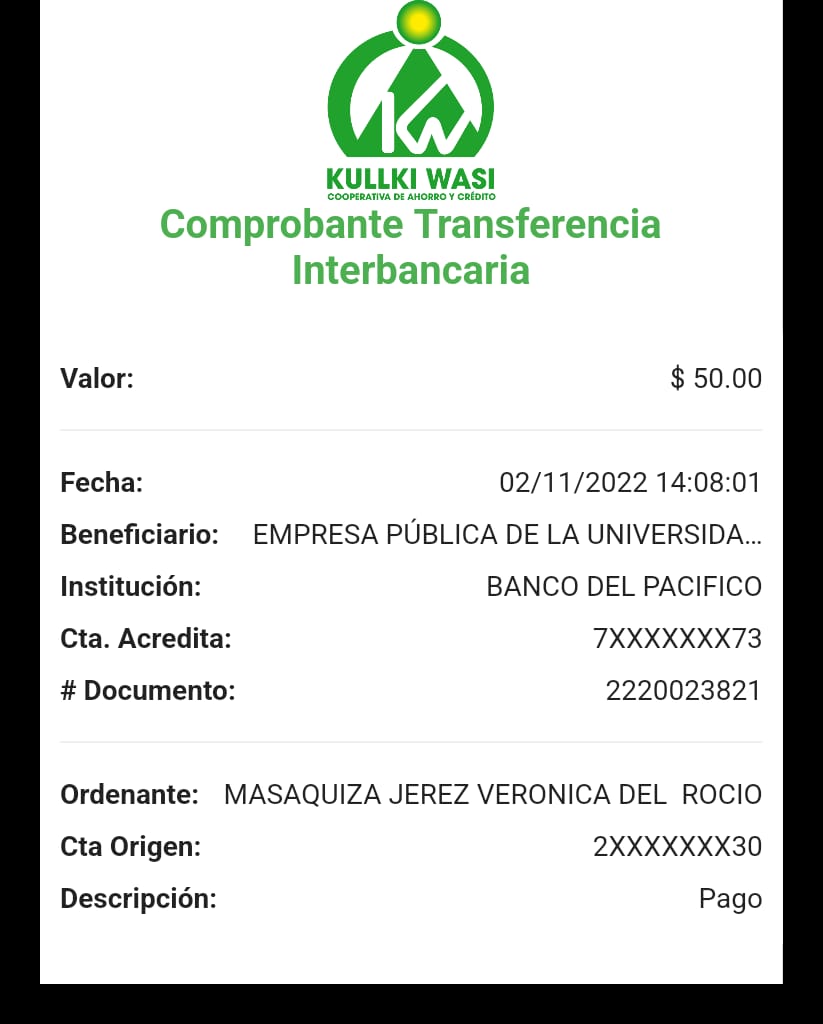 KW
KULLKI WASI
COOPERATIVA DE AHORRO Y CRÉDITO
Comprobante Transferencia
Interbancaria
Valor: $ 50.00
Fecha: 02/11/2022 14:08:01
Beneficiario: EMPRESA PÚBLICA DE LA UNIVERSIDA...
Institución: BANCO DEL PACIFICO
Cta. Acredita: 7XXXXXXX73
# Documento: 2220023821
Ordenante: MASAQUIZA JEREZ VERONICA DEL  ROCIO
Cta Origen: 2XXXXXXX30
Descripción: Pago